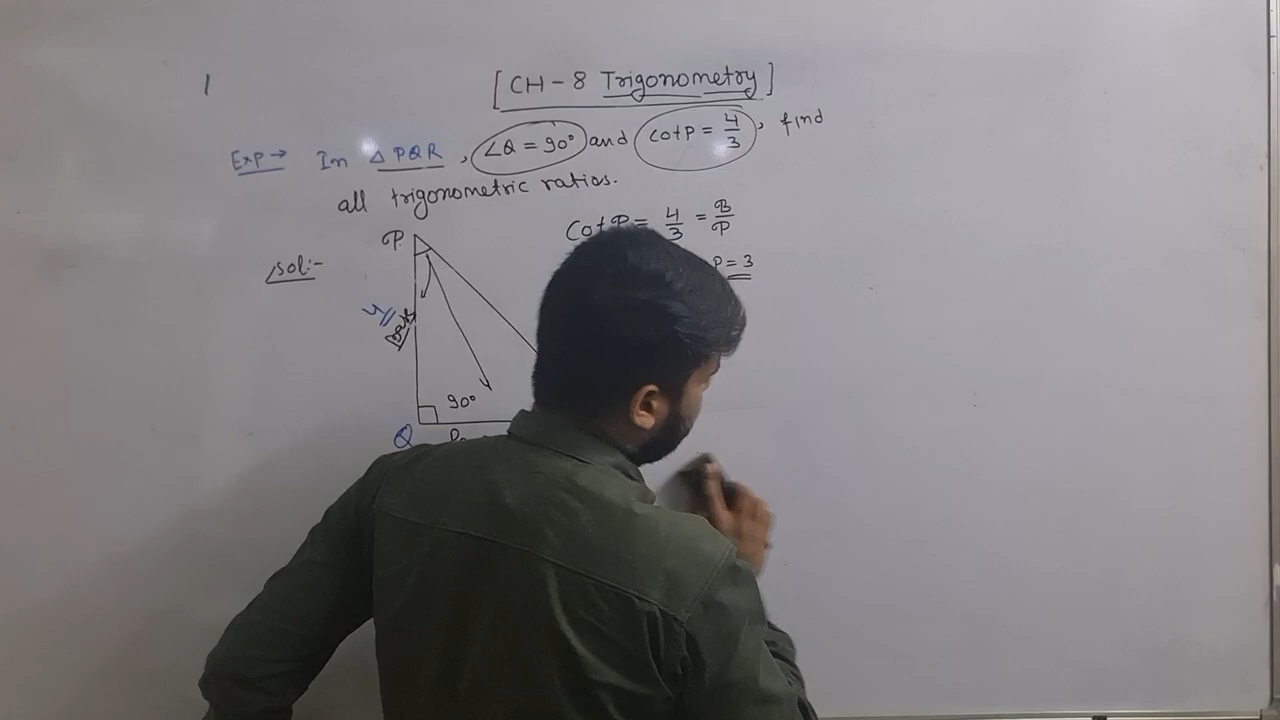 1
[ CH - 8 Trigonometry ]
Exp → In Δ PQR , ∠Q = 90° and cot P = 4/3 , find
all trigonometric ratios.
Cot P = 4/3 = B/P
P = 3
Sol:-
P
4
90°
Q